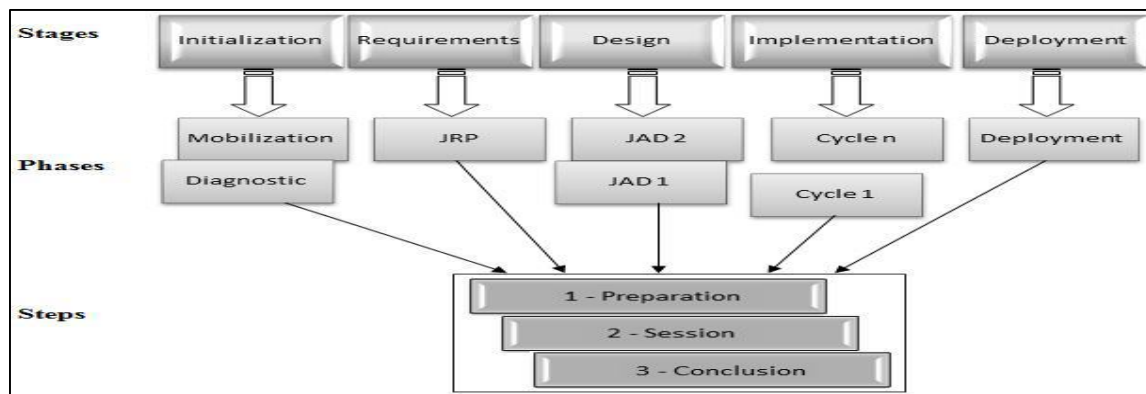 Stages
Initialization
Requirements
Design
Implementation
Deployment
Phases
Mobilization
JRP
JAD 2
Cycle n
Deployment
Diagnostic
JAD 1
Cycle 1
Steps
1 - Preparation
2 - Session
3 - Conclusion